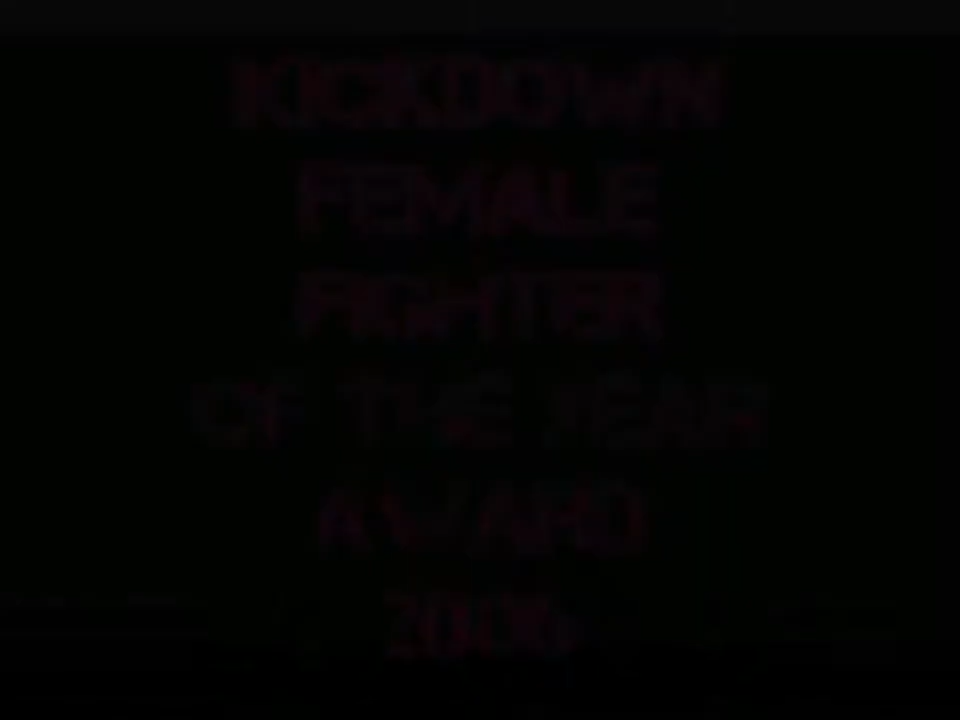 KICKDOWN
FEMALE
FIGHTER
OF THE YEAR
AWARD
2006